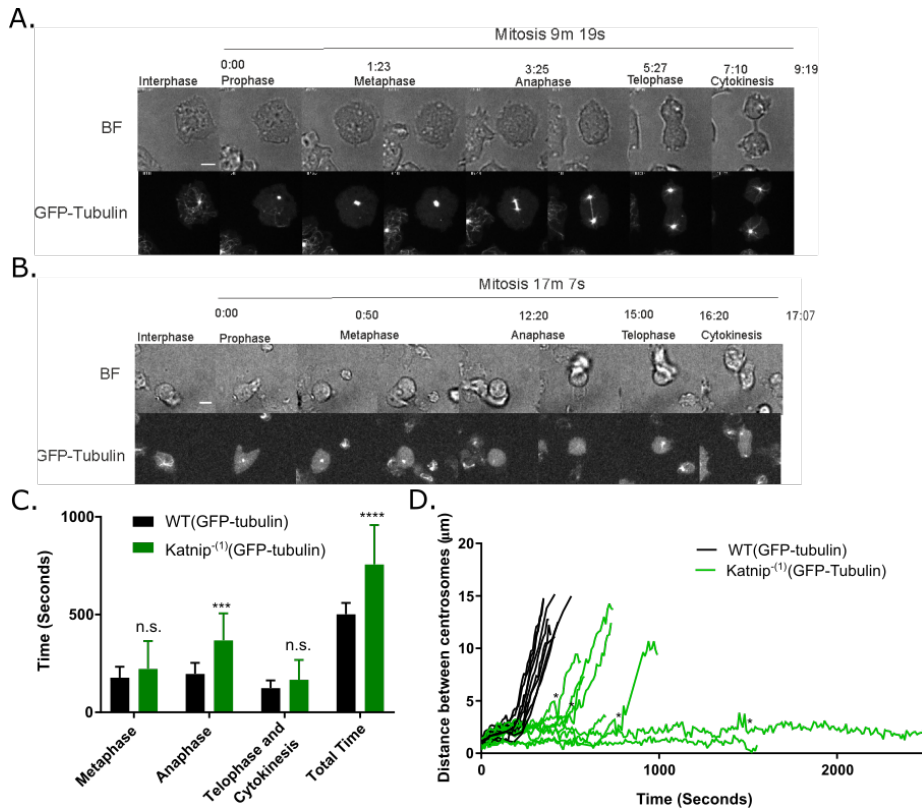 A.
Mitosis 9m 19s
0:00 1:23 3:25 5:27 7:10 9:19
Interphase Prophase Metaphase Anaphase Telophase Cytokinesis
BF
GFP-Tubulin
B.
Mitosis 17m 7s
0:00 0:50 12:20 15:00 16:20 17:07
Interphase Prophase Metaphase Anaphase Telophase Cytokinesis
BF
GFP-Tubulin
C.
WT(GFP-tubulin)
Katnip-(1)(GFP-tubulin)
Time (Seconds)
1000
500
0
n.s.
***
n.s.
****
Metaphase
Anaphase
Telophase and
Cytokinesis
Total Time
D.
WT(GFP-tubulin)
Katnip-(1)(GFP-Tubulin)
Distance between centrosomes (µm)
20
15
10
5
0
* * * *
0 1000 2000
Time (Seconds)